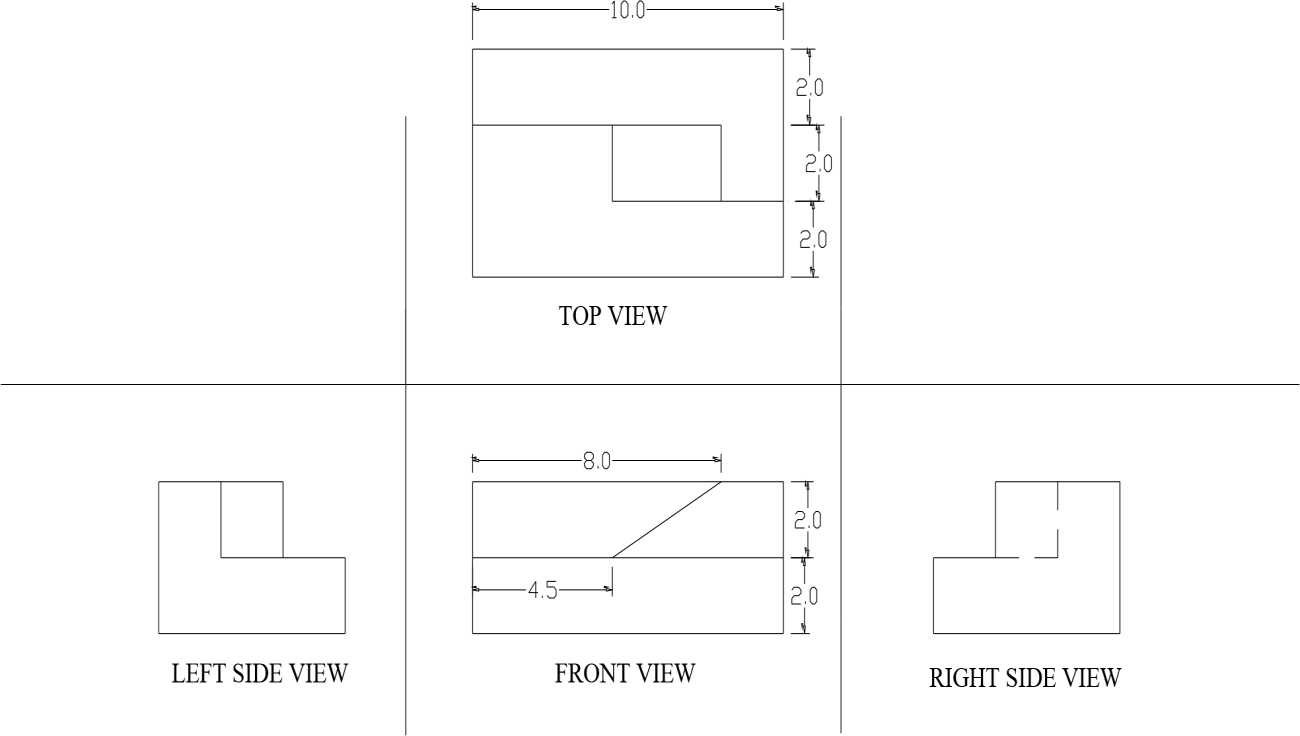 10.0
2.0
2.0
2.0
TOP VIEW
8.0
2.0
4.5
2.0
LEFT SIDE VIEW
FRONT VIEW
RIGHT SIDE VIEW